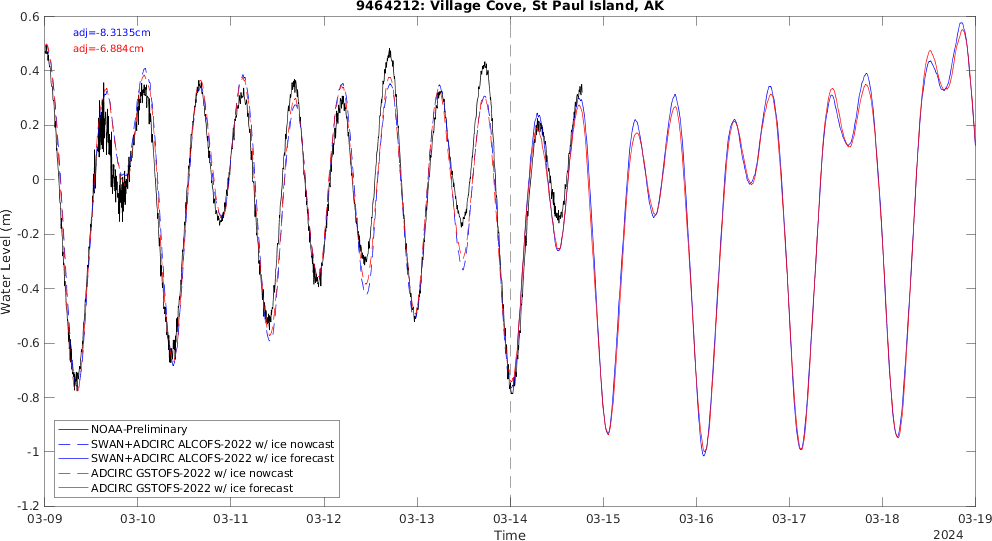 9464212: Village Cove, St Paul Island, AK
adj=-8.3135cm
adj=-6.884cm
Water Level (m)
0.6
0.4
0.2
0
-0.2
-0.4
-0.6
-0.8
-1
-1.2
NOAA-Preliminary
SWAN+ADCIRC ALCOFS-2022 w/ ice nowcast
SWAN+ADCIRC ALCOFS-2022 w/ ice forecast
ADCIRC GSTOFS-2022 w/ ice nowcast
ADCIRC GSTOFS-2022 w/ ice forecast
03-09 03-10 03-11 03-12 03-13 03-14 03-15 03-16 03-17 03-18 03-19
Time
2024